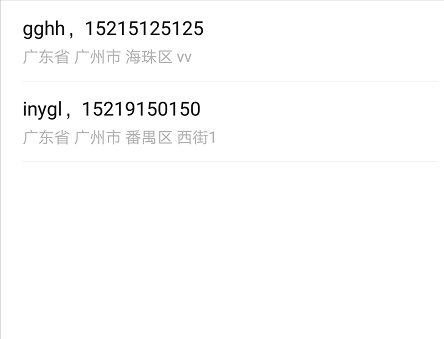 gghh，15215125125
广东省 广州市 海珠区 vv
inygl，15219150150
广东省 广州市 番禺区 西街1